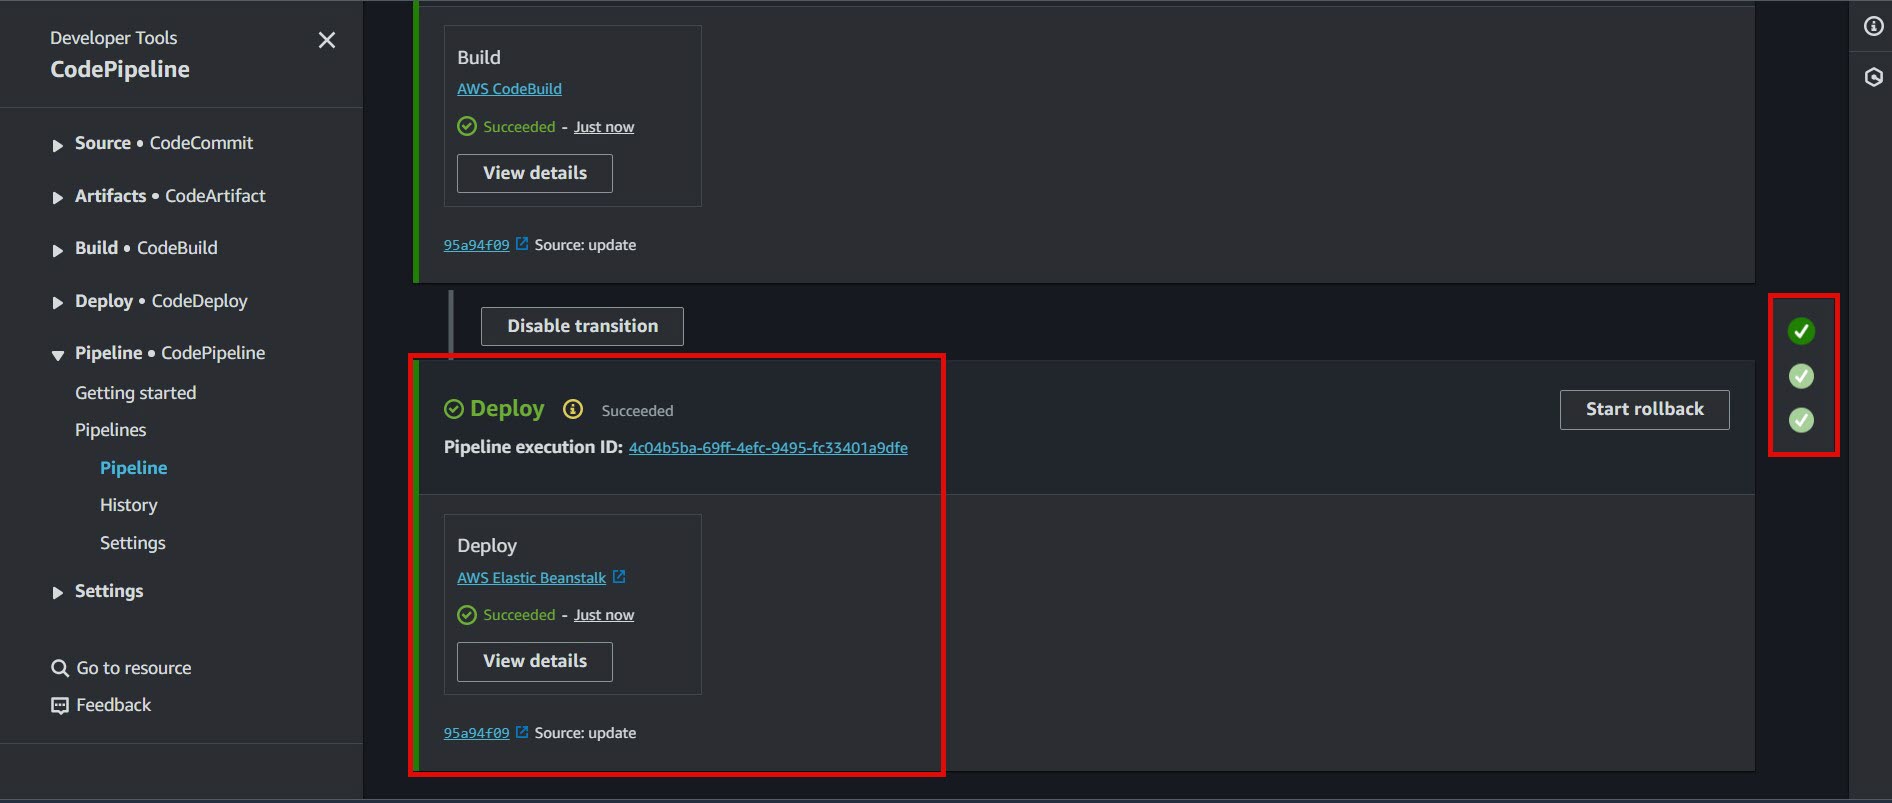 Developer Tools
CodePipeline
Source • CodeCommit
Artifacts • CodeArtifact
Build • CodeBuild
Deploy • CodeDeploy
Pipeline • CodePipeline
Getting started
Pipelines
Pipeline
History
Settings
Settings
Go to resource
Feedback
Build
AWS CodeBuild
Succeeded - Just now
View details
95a94f09 Source: update
Disable transition
Deploy Succeeded
Pipeline execution ID: 4c04b5ba-69ff-4efc-9495-fc33401a9dfe
Start rollback
Deploy
AWS Elastic Beanstalk
Succeeded - Just now
View details
95a94f09 Source: update